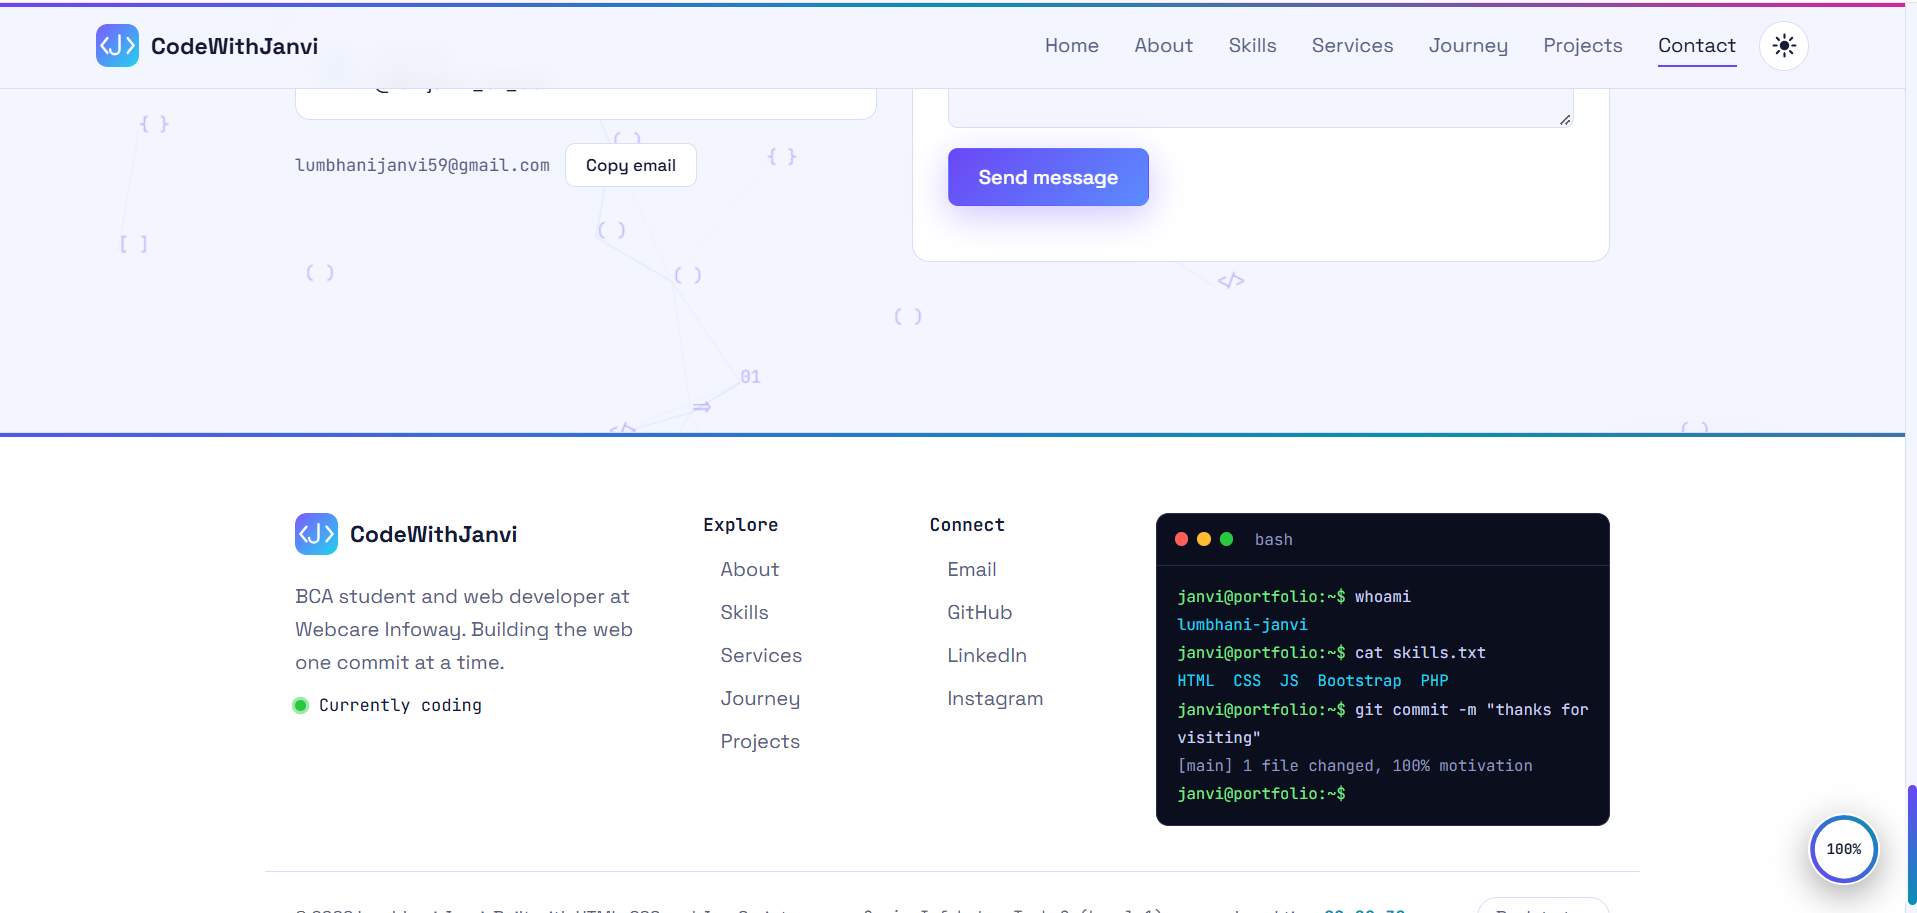 CodeWithJanvi
Home About Skills Services Journey Projects Contact
{ }
( )
lumbhanijanvi59@gmail.com
Copy email
{ }
Send message
[ ]
( )
( )
( )
</>
( )
01
=>
</>
( )
CodeWithJanvi
BCA student and web developer at
Webcare Infoway. Building the web
one commit at a time.
Currently coding
Explore
About
Skills
Services
Journey
Projects
Connect
Email
GitHub
LinkedIn
Instagram
bash
janvi@portfolio:~$ whoami
lumbhani-janvi
janvi@portfolio:~$ cat skills.txt
HTML CSS JS Bootstrap PHP
janvi@portfolio:~$ git commit -m "thanks for
visiting"
[main] 1 file changed, 100% motivation
janvi@portfolio:~$
100%